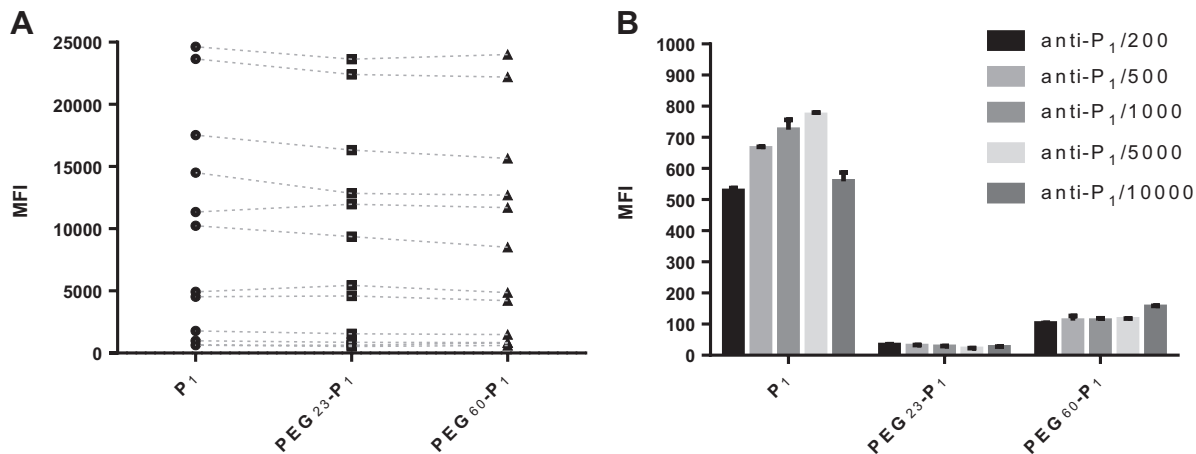 A
25000
20000
15000
10000
5000
0
MFI
P1
PEG23-P1
PEG60-P1
B
1000
900
800
700
600
500
400
300
200
100
0
MFI
P1
PEG23-P1
PEG60-P1
anti-P1/200
anti-P1/500
anti-P1/1000
anti-P1/5000
anti-P1/10000